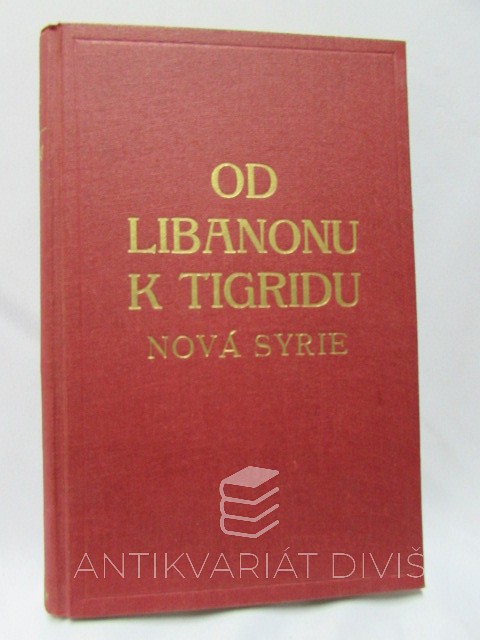 OD
LIBANONU
K TIGRIDU
NOVÁ SYRIE
ANTIKVARIÁT DIVIŠ